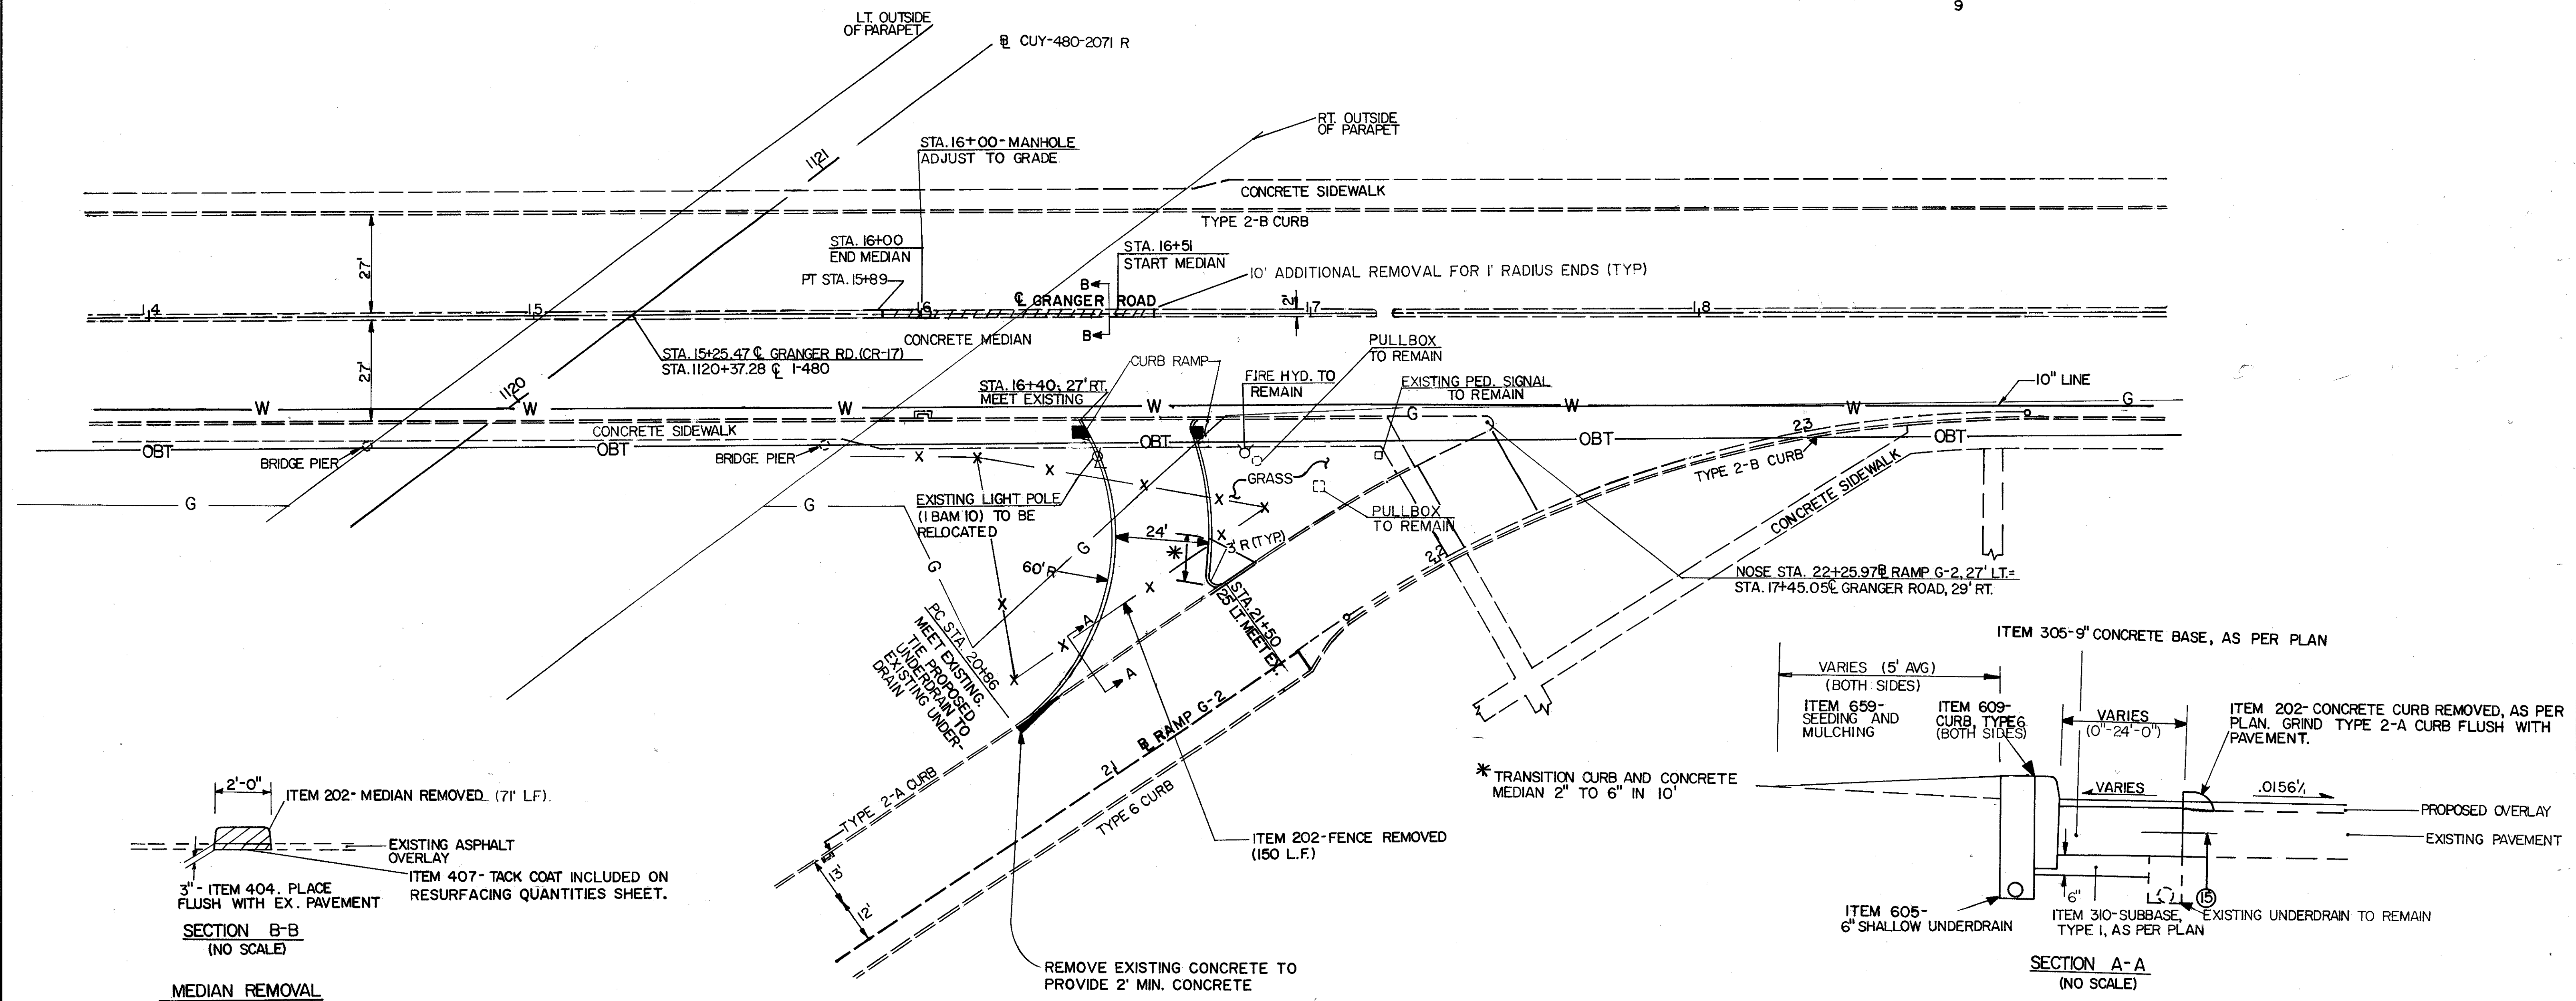 9
LT. OUTSIDE
OF PARAPET
℄ CUY-480-2071 R
RT. OUTSIDE
OF PARAPET
1121
STA. 16+00-MANHOLE
ADJUST TO GRADE
CONCRETE SIDEWALK
TYPE 2-B CURB
27'
STA. 16+00
END MEDIAN
PT STA. 15+89
STA. 16+51
START MEDIAN
10' ADDITIONAL REMOVAL FOR 1' RADIUS ENDS (TYP)
B
℄ GRANGER ROAD
2'
14
15
16
17
18
B
CONCRETE MEDIAN
27'
STA. 15+25.47 ℄ GRANGER RD. (CR-17)
STA. 1120+37.28 ℄ I-480
1120
CURB RAMP
PULLBOX
TO REMAIN
STA. 16+40, 27' RT.
MEET EXISTING
FIRE HYD. TO
REMAIN
EXISTING PED. SIGNAL
TO REMAIN
10" LINE
W W W W W W
G G
CONCRETE SIDEWALK
OBT OBT OBT OBT OBT
23
BRIDGE PIER
BRIDGE PIER
TYPE 2-B CURB
X X X X X X
GRASS
CONCRETE SIDEWALK
G G
EXISTING LIGHT POLE
(1 BAM 10) TO BE
RELOCATED
PULLBOX
TO REMAIN
24'
X
3' R (TYP.)
*
22
G G
60' R
X X
NOSE STA. 22+25.97 ℄ RAMP G-2, 27' LT.=
STA. 17+45.05 ℄ GRANGER ROAD, 29' RT.
PC STA. 20+86
MEET EXISTING.
TIE PROPOSED
UNDERDRAIN TO
EXISTING UNDER-
DRAIN
STA. 21+50
25' LT. MEET EX.
X X
A
A
℄ RAMP G-2
21
TYPE 2-A CURB
TYPE 6 CURB
13'
12'
ITEM 202-FENCE REMOVED
(150 L.F.)
REMOVE EXISTING CONCRETE TO
PROVIDE 2' MIN. CONCRETE
* TRANSITION CURB AND CONCRETE
MEDIAN 2" TO 6" IN 10'
2'-0"
ITEM 202-MEDIAN REMOVED (71' LF).
EXISTING ASPHALT
OVERLAY
ITEM 407-TACK COAT INCLUDED ON
RESURFACING QUANTITIES SHEET.
3"-ITEM 404. PLACE
FLUSH WITH EX. PAVEMENT
SECTION B-B
(NO SCALE)
MEDIAN REMOVAL
ITEM 305-9" CONCRETE BASE, AS PER PLAN
VARIES (5' AVG)
(BOTH SIDES)
ITEM 659-
SEEDING AND
MULCHING
ITEM 609-
CURB, TYPE 6
(BOTH SIDES)
VARIES
(0"-24'-0")
ITEM 202-CONCRETE CURB REMOVED, AS PER
PLAN. GRIND TYPE 2-A CURB FLUSH WITH
PAVEMENT.
VARIES
.0156'/1
PROPOSED OVERLAY
EXISTING PAVEMENT
6"
15
ITEM 605-
6" SHALLOW UNDERDRAIN
ITEM 310-SUBBASE,
TYPE 1, AS PER PLAN
EXISTING UNDERDRAIN TO REMAIN
SECTION A-A
(NO SCALE)